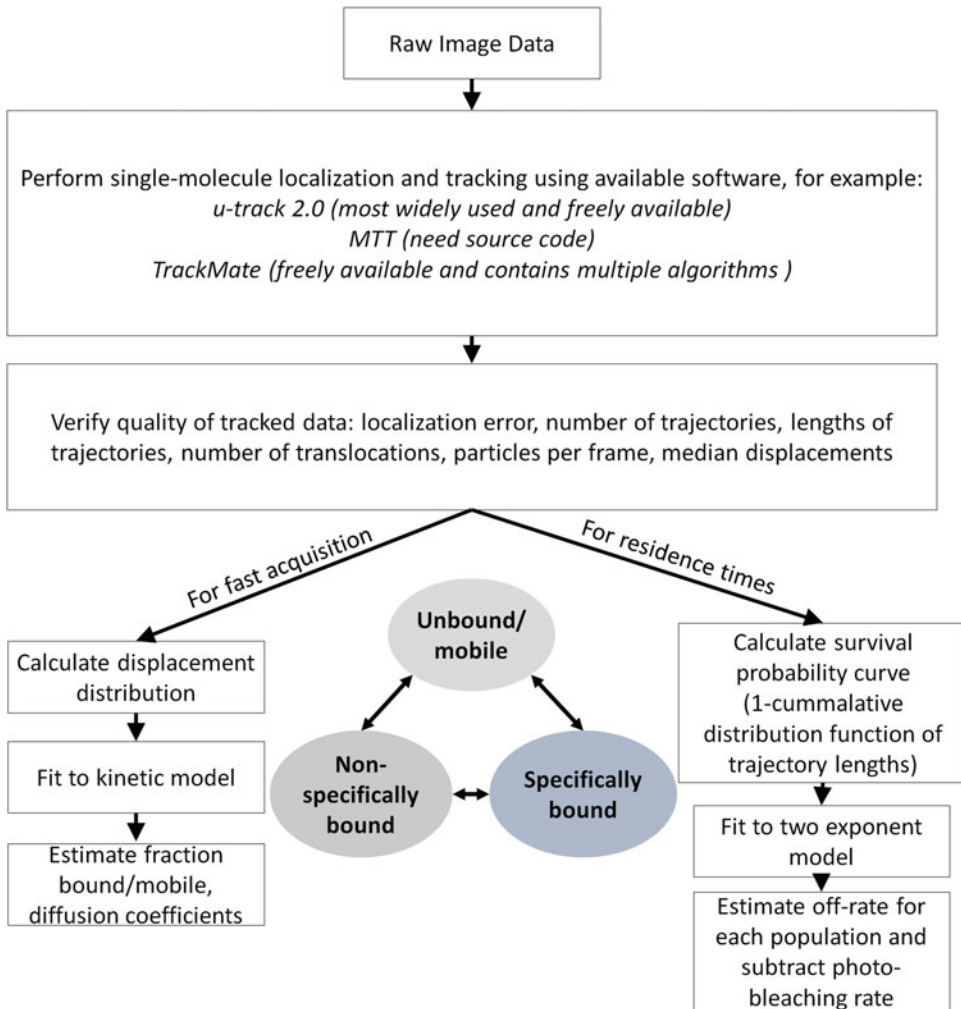 Raw Image Data
Perform single-molecule localization and tracking using available software, for example:
u-track 2.0 (most widely used and freely available)
MTT (need source code)
TrackMate (freely available and contains multiple algorithms )
Verify quality of tracked data: localization error, number of trajectories, lengths of
trajectories, number of translocations, particles per frame, median displacements
For fast acquisition
For residence times
Calculate displacement
distribution
Fit to kinetic model
Estimate fraction
bound/mobile,
diffusion coefficients
Unbound/
mobile
Non-
specifically
bound
Specifically
bound
Calculate survival
probability curve
(1-cummalative
distribution function of
trajectory lengths)
Fit to two exponent
model
Estimate off-rate for
each population and
subtract photo-
bleaching rate